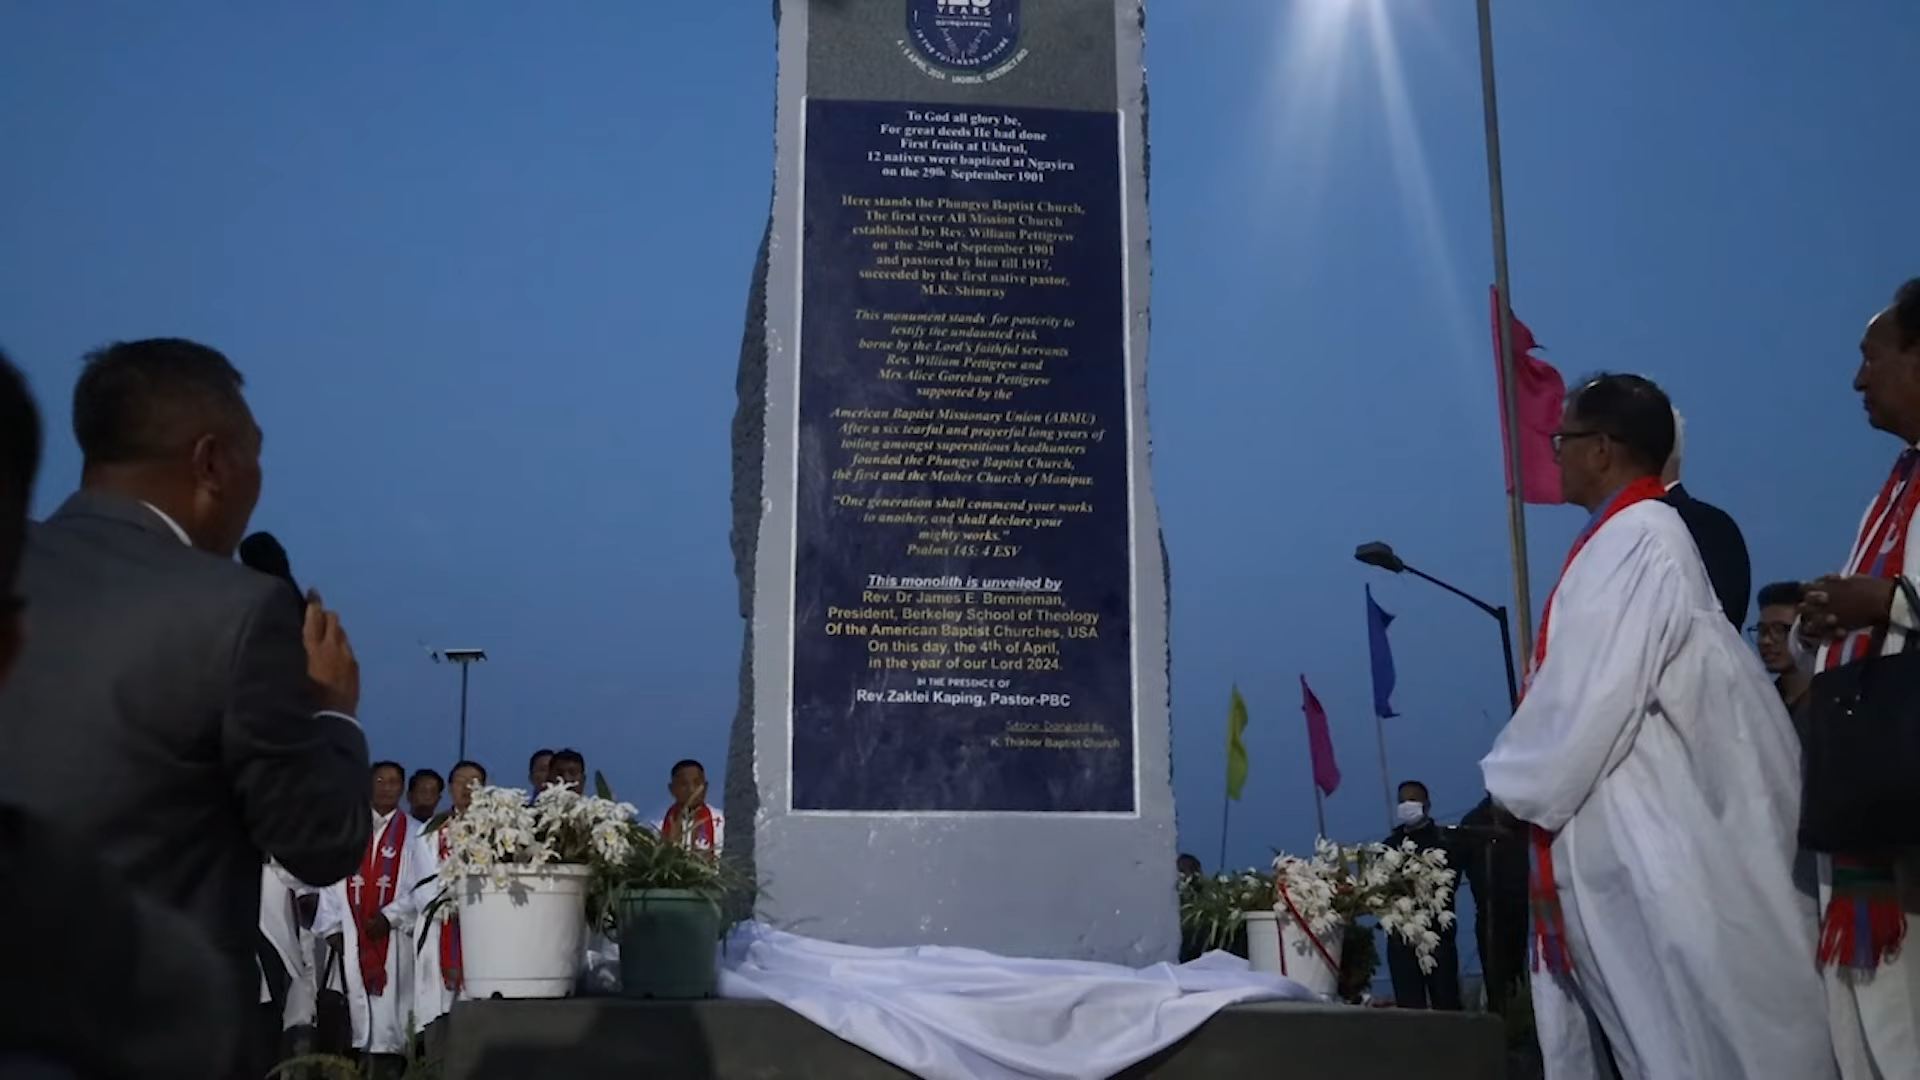 YEARS
IN THE FULLNESS OF TIME
To God all glory be,
For great deeds He had done
First fruits at Ukhrul,
12 natives were baptized at Ngayira
on the 29th September 1901
Here stands the Phungyo Baptist Church,
The first ever AB Mission Church
established by Rev. William Pettigrew
on the 29th of September 1901
and pastored by him till 1917,
succeeded by the first native pastor,
M.K. Shimray
This monument stands for posterity to
testify the undaunted risk
borne by the Lord's faithful servants
Rev. William Pettigrew and
Mrs.Alice Goreham Pettigrew
supported by the
American Baptist Missionary Union (ABMU)
After a six tearful and prayerful long years of
toiling amongst superstitious headhunters
founded the Phungyo Baptist Church,
the first and the Mother Church of Manipur.
"One generation shall commend your works
to another, and shall declare your
mighty works."
Psalms 145: 4 ESV
This monolith is unveiled by
Rev. Dr James E. Brenneman,
President, Berkeley School of Theology
Of the American Baptist Churches, USA
On this day, the 4th of April,
in the year of our Lord 2024.
IN THE PRESENCE OF
Rev. Zaklei Kaping, Pastor-PBC
Stone Donated By
K. Thikhor Baptist Church